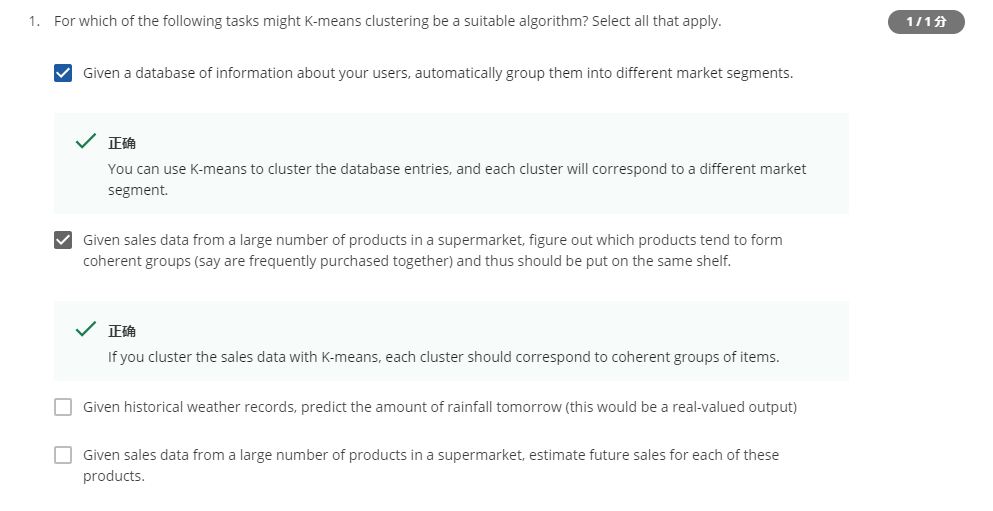 1. For which of the following tasks might K-means clustering be a suitable algorithm? Select all that apply.
1/1分
Given a database of information about your users, automatically group them into different market segments.
正确
You can use K-means to cluster the database entries, and each cluster will correspond to a different market
segment.
Given sales data from a large number of products in a supermarket, figure out which products tend to form
coherent groups (say are frequently purchased together) and thus should be put on the same shelf.
正确
If you cluster the sales data with K-means, each cluster should correspond to coherent groups of items.
Given historical weather records, predict the amount of rainfall tomorrow (this would be a real-valued output)
Given sales data from a large number of products in a supermarket, estimate future sales for each of these
products.